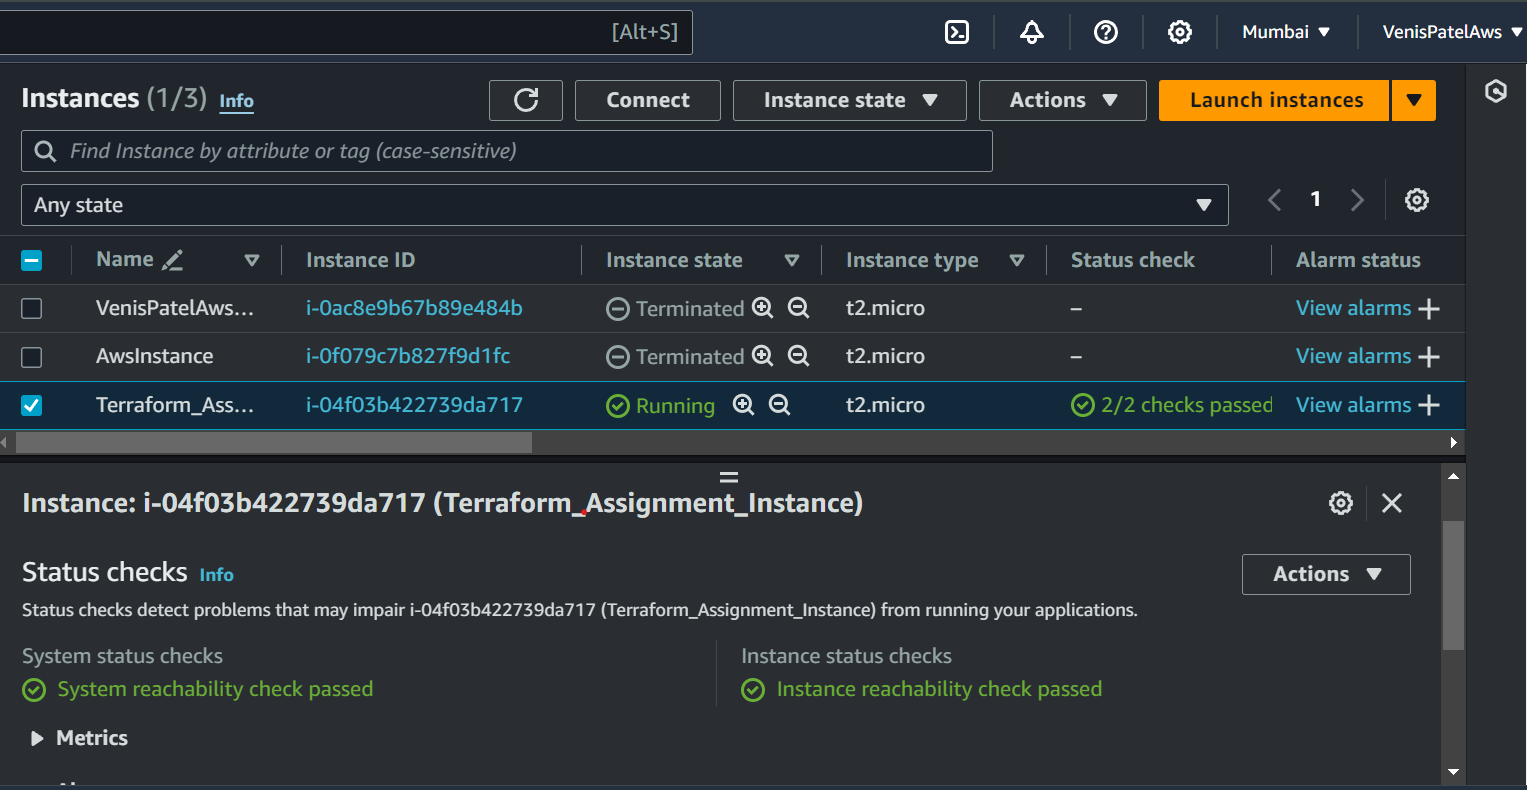 [Alt+S]
Mumbai
VenisPatelAws
Instances (1/3) Info
Connect
Instance state
Actions
Launch instances
Find Instance by attribute or tag (case-sensitive)
Any state
1
Name Instance ID Instance state Instance type Status check Alarm status
VenisPatelAws... i-0ac8e9b67b89e484b Terminated t2.micro – View alarms
AwsInstance i-0f079c7b827f9d1fc Terminated t2.micro – View alarms
Terraform_Ass... i-04f03b422739da717 Running t2.micro 2/2 checks passed View alarms
Instance: i-04f03b422739da717 (Terraform_Assignment_Instance)
Status checks Info
Actions
Status checks detect problems that may impair i-04f03b422739da717 (Terraform_Assignment_Instance) from running your applications.
System status checks
System reachability check passed
Instance status checks
Instance reachability check passed
Metrics